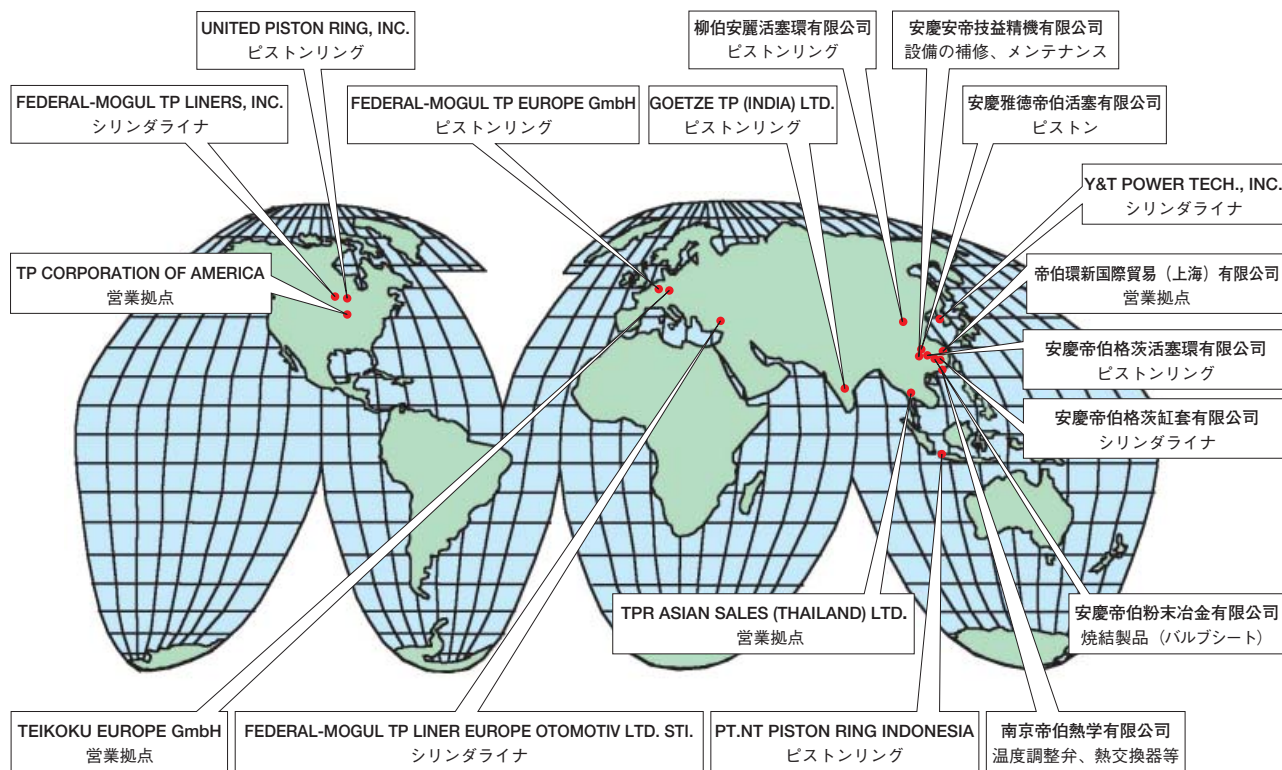 UNITED PISTON RING, INC.
ピストンリング
柳伯安麗活塞環有限公司
ピストンリング
安慶安帝技益精機有限公司
設備の補修、メンテナンス
FEDERAL-MOGUL TP LINERS, INC.
シリンダライナ
FEDERAL-MOGUL TP EUROPE GmbH
ピストンリング
GOETZE TP (INDIA) LTD.
ピストンリング
安慶雅徳帝伯活塞有限公司
ピストン
Y&T POWER TECH., INC.
シリンダライナ
TP CORPORATION OF AMERICA
営業拠点
帝伯環新国際貿易（上海）有限公司
営業拠点
安慶帝伯格茨活塞環有限公司
ピストンリング
安慶帝伯格茨缸套有限公司
シリンダライナ
TPR ASIAN SALES (THAILAND) LTD.
営業拠点
安慶帝伯粉末冶金有限公司
焼結製品（バルブシート）
TEIKOKU EUROPE GmbH
営業拠点
FEDERAL-MOGUL TP LINER EUROPE OTOMOTIV LTD. STI.
シリンダライナ
PT.NT PISTON RING INDONESIA
ピストンリング
南京帝伯熱学有限公司
温度調整弁、熱交換器等